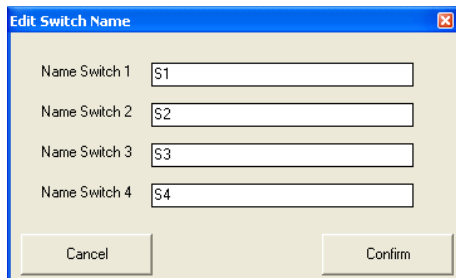 Edit Switch Name
Name Switch 1 S1
Name Switch 2 S2
Name Switch 3 S3
Name Switch 4 S4
Cancel Confirm